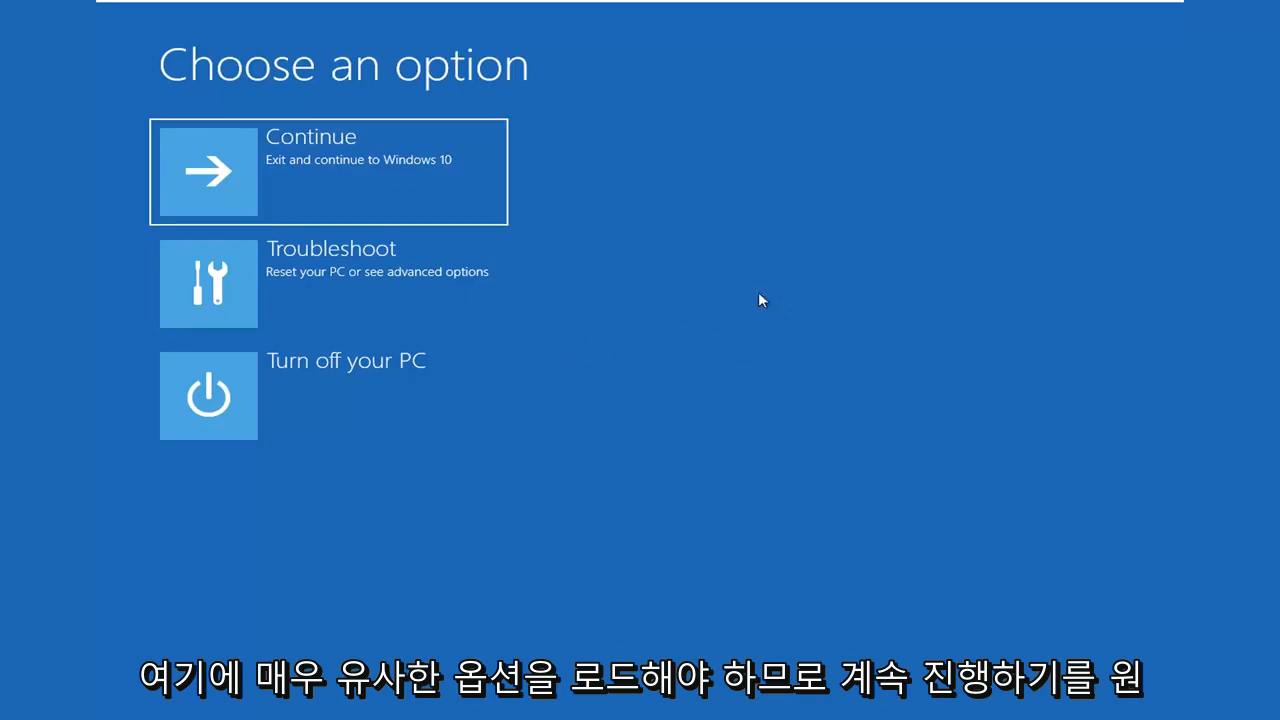 Choose an option
Continue
Exit and continue to Windows 10
Troubleshoot
Reset your PC or see advanced options
Turn off your PC
여기에 매우 유사한 옵션을 로드해야 하므로 계속 진행하기를 원